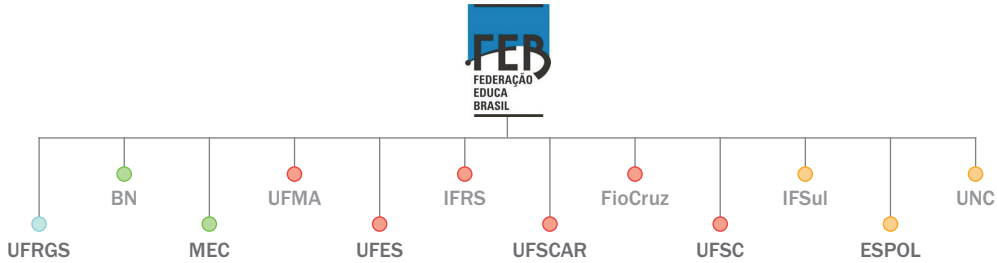 FEB
FEDERAÇÃO
EDUCA
BRASIL
BN
UFMA
IFRS
FioCruz
IFSul
UNC
UFRGS
MEC
UFES
UFSCAR
UFSC
ESPOL